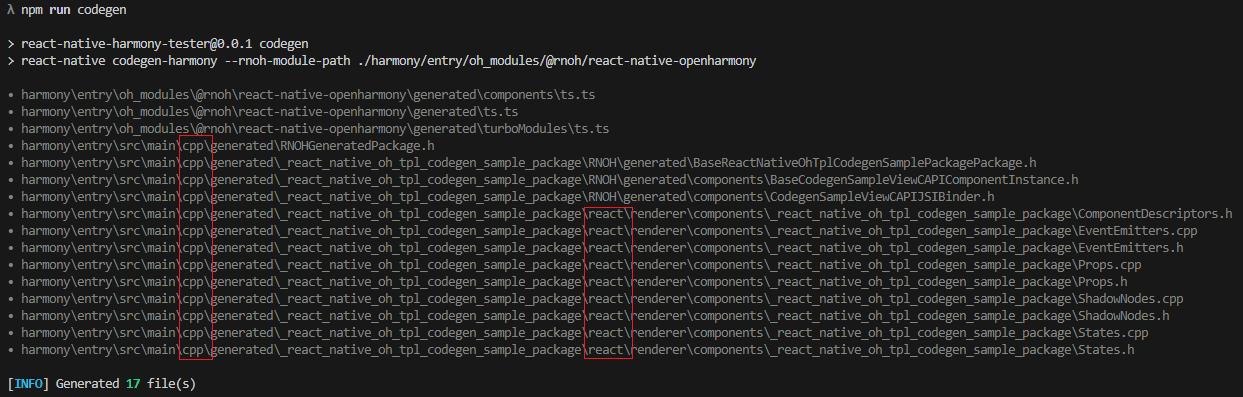 λ npm run codegen
> react-native-harmony-tester@0.0.1 codegen
> react-native codegen-harmony --rnoh-module-path ./harmony/entry/oh_modules/@rnoh/react-native-openharmony
• harmony\entry\oh_modules\@rnoh\react-native-openharmony\generated\components\ts.ts
• harmony\entry\oh_modules\@rnoh\react-native-openharmony\generated\ts.ts
• harmony\entry\oh_modules\@rnoh\react-native-openharmony\generated\turboModules\ts.ts
• harmony\entry\src\main\cpp\generated\RNOHGeneratedPackage.h
• harmony\entry\src\main\cpp\generated\_react_native_oh_tpl_codegen_sample_package\RNOH\generated\BaseReactNativeOhTplCodegenSamplePackagePackage.h
• harmony\entry\src\main\cpp\generated\_react_native_oh_tpl_codegen_sample_package\RNOH\generated\components\BaseCodegenSampleViewCAPIComponentInstance.h
• harmony\entry\src\main\cpp\generated\_react_native_oh_tpl_codegen_sample_package\RNOH\generated\components\CodegenSampleViewCAPIJSIBinder.h
• harmony\entry\src\main\cpp\generated\_react_native_oh_tpl_codegen_sample_package\react\renderer\components\_react_native_oh_tpl_codegen_sample_package\ComponentDescriptors.h
• harmony\entry\src\main\cpp\generated\_react_native_oh_tpl_codegen_sample_package\react\renderer\components\_react_native_oh_tpl_codegen_sample_package\EventEmitters.cpp
• harmony\entry\src\main\cpp\generated\_react_native_oh_tpl_codegen_sample_package\react\renderer\components\_react_native_oh_tpl_codegen_sample_package\EventEmitters.h
• harmony\entry\src\main\cpp\generated\_react_native_oh_tpl_codegen_sample_package\react\renderer\components\_react_native_oh_tpl_codegen_sample_package\Props.cpp
• harmony\entry\src\main\cpp\generated\_react_native_oh_tpl_codegen_sample_package\react\renderer\components\_react_native_oh_tpl_codegen_sample_package\Props.h
• harmony\entry\src\main\cpp\generated\_react_native_oh_tpl_codegen_sample_package\react\renderer\components\_react_native_oh_tpl_codegen_sample_package\ShadowNodes.cpp
• harmony\entry\src\main\cpp\generated\_react_native_oh_tpl_codegen_sample_package\react\renderer\components\_react_native_oh_tpl_codegen_sample_package\ShadowNodes.h
• harmony\entry\src\main\cpp\generated\_react_native_oh_tpl_codegen_sample_package\react\renderer\components\_react_native_oh_tpl_codegen_sample_package\States.cpp
• harmony\entry\src\main\cpp\generated\_react_native_oh_tpl_codegen_sample_package\react\renderer\components\_react_native_oh_tpl_codegen_sample_package\States.h
[INFO] Generated 17 file(s)